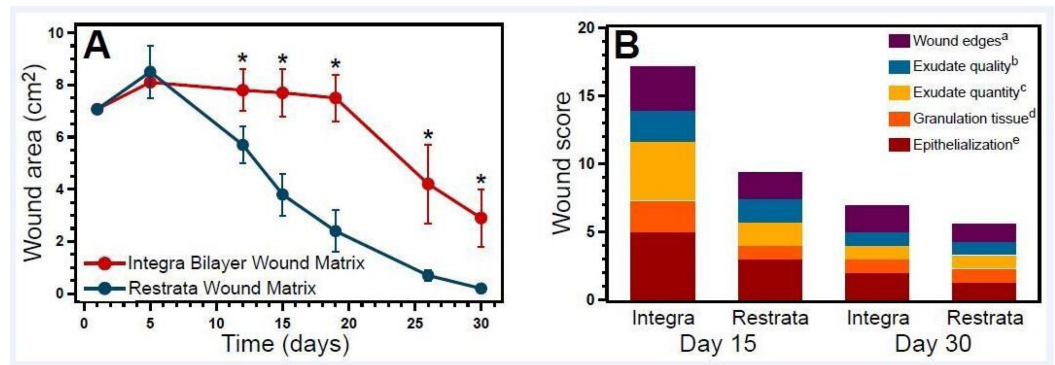 A
Wound area (cm²)
10
8
6
4
2
0
* * * * *
Integra Bilayer Wound Matrix
Restrata Wound Matrix
0 5 10 15 20 25 30
Time (days)
B
Wound score
20
15
10
5
0
Wound edgesᵃ
Exudate qualityᵇ
Exudate quantityᶜ
Granulation tissueᵈ
Epithelializationᵉ
Integra Restrata Integra Restrata
Day 15 Day 30